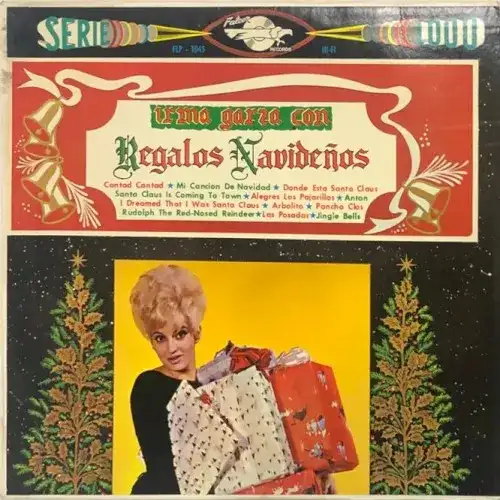 SERIE Falcon 1000
RECORDS
FLP - 1045 HI-FI
irma garza con
Regalos Navideños
Cantad Cantad ★ Mi Cancion De Navidad ★ Donde Esta Santa Claus
Santa Claus Is Coming To Town ★ Alegres Los Pajarillos ★ Anton
I Dreamed That I Was Santa Claus ★ Arbolito ★ Pancho Clos
Rudolph The Red-Nosed Reindeer ★ Las Posadas ★ Jingle Bells